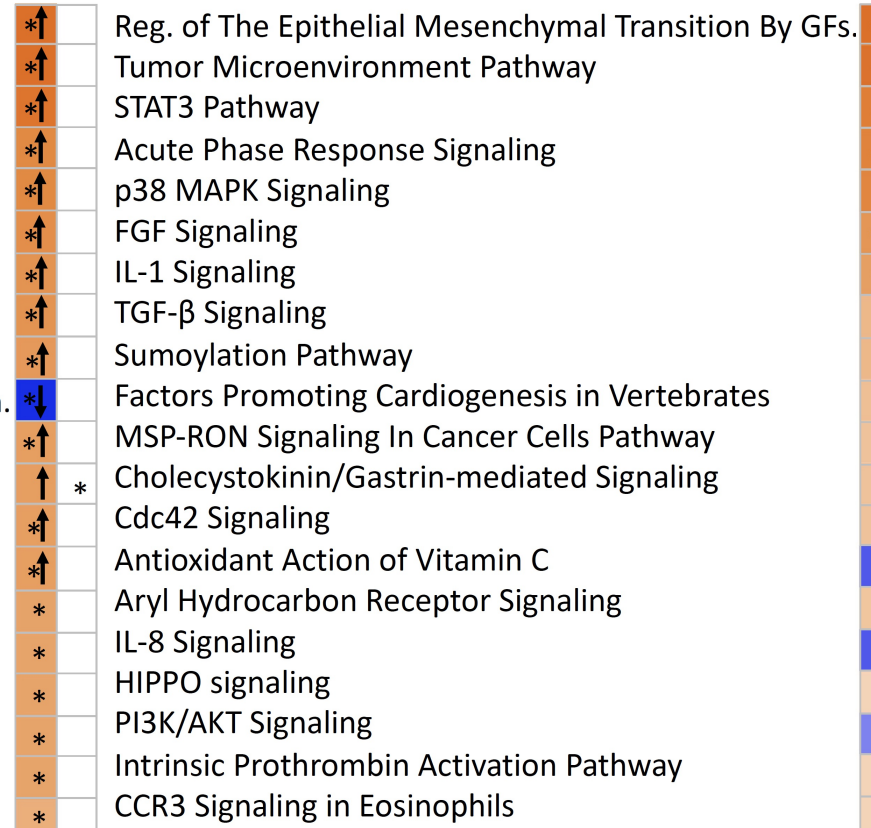 *↑ Reg. of The Epithelial Mesenchymal Transition By GFs.
*↑ Tumor Microenvironment Pathway
*↑ STAT3 Pathway
*↑ Acute Phase Response Signaling
*↑ p38 MAPK Signaling
*↑ FGF Signaling
*↑ IL-1 Signaling
*↑ TGF-β Signaling
*↑ Sumoylation Pathway
*↓ Factors Promoting Cardiogenesis in Vertebrates
*↑ MSP-RON Signaling In Cancer Cells Pathway
↑ * Cholecystokinin/Gastrin-mediated Signaling
*↑ Cdc42 Signaling
*↑ Antioxidant Action of Vitamin C
* Aryl Hydrocarbon Receptor Signaling
* IL-8 Signaling
* HIPPO signaling
* PI3K/AKT Signaling
* Intrinsic Prothrombin Activation Pathway
* CCR3 Signaling in Eosinophils